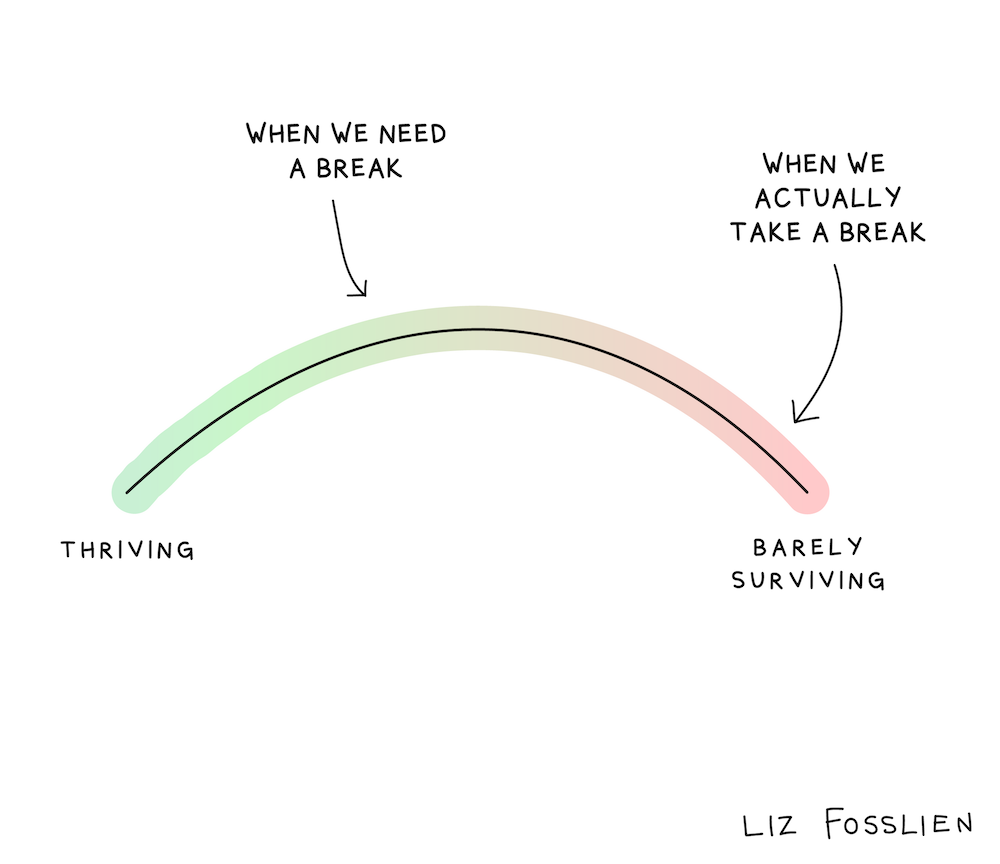 WHEN WE NEED
A BREAK
WHEN WE
ACTUALLY
TAKE A BREAK
THRIVING
BARELY
SURVIVING
LIZ FOSSLIEN